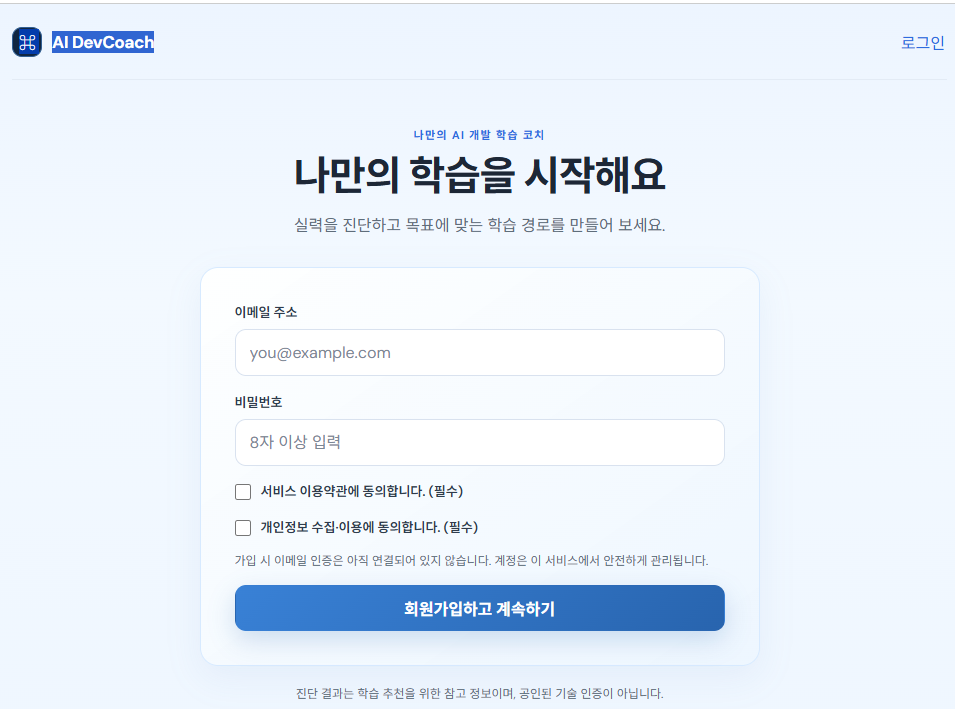 AI DevCoach
로그인
나만의 AI 개발 학습 코치
나만의 학습을 시작해요
실력을 진단하고 목표에 맞는 학습 경로를 만들어 보세요.
이메일 주소
you@example.com
비밀번호
8자 이상 입력
서비스 이용약관에 동의합니다. (필수)
개인정보 수집·이용에 동의합니다. (필수)
가입 시 이메일 인증은 아직 연결되어 있지 않습니다. 계정은 이 서비스에서 안전하게 관리됩니다.
회원가입하고 계속하기
진단 결과는 학습 추천을 위한 참고 정보이며, 공인된 기술 인증이 아닙니다.